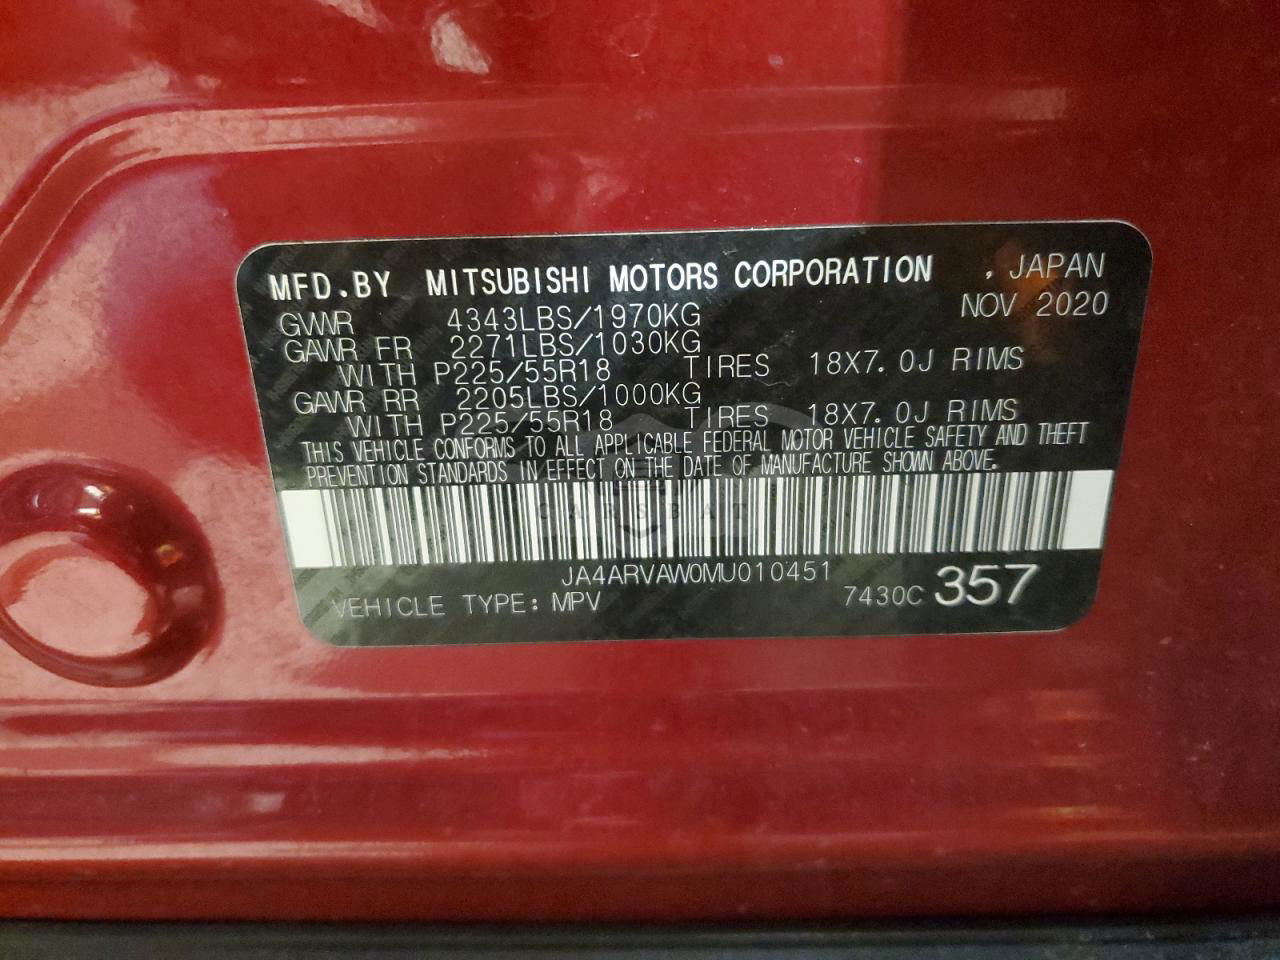 MFD.BY MITSUBISHI MOTORS CORPORATION , JAPAN
GVWR 4343LBS/1970KG NOV 2020
GAWR FR 2271LBS/1030KG
WITH P225/55R18 TIRES 18X7.0J RIMS
GAWR RR 2205LBS/1000KG
WITH P225/55R18 TIRES 18X7.0J RIMS
THIS VEHICLE CONFORMS TO ALL APPLICABLE FEDERAL MOTOR VEHICLE SAFETY AND THEFT
PREVENTION STANDARDS IN EFFECT ON THE DATE OF MANUFACTURE SHOWN ABOVE.
CARSBAT
JA4ARVAW0MU010451
VEHICLE TYPE: MPV 7430C 357